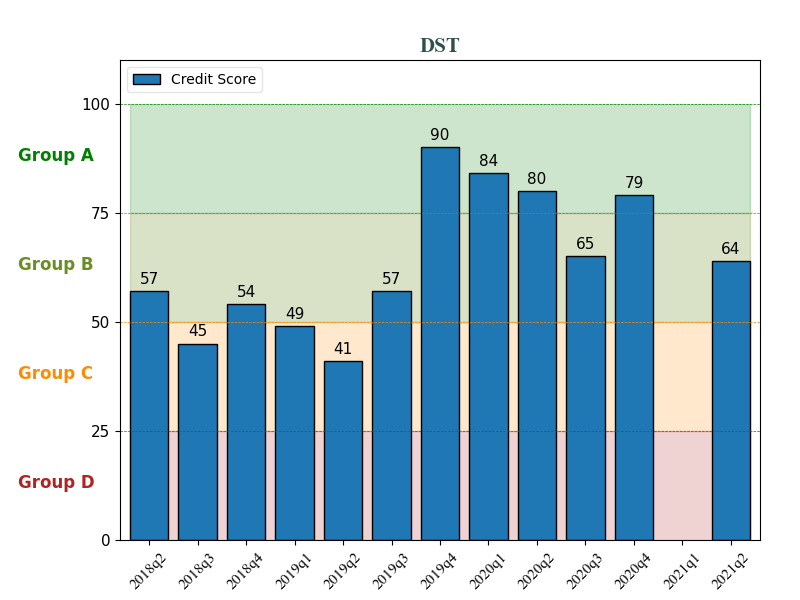 DST
Credit Score
100
75
50
25
0
Group A
Group B
Group C
Group D
57
45
54
49
41
57
90
84
80
65
79
64
2018q2
2018q3
2018q4
2019q1
2019q2
2019q3
2019q4
2020q1
2020q2
2020q3
2020q4
2021q1
2021q2